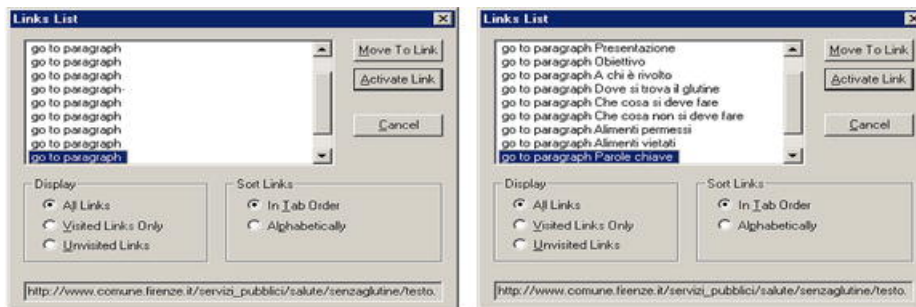 Links List
go to paragraph
go to paragraph
go to paragraph
go to paragraph-
go to paragraph
go to paragraph
go to paragraph
go to paragraph
go to paragraph
Move To Link
Activate Link
Cancel
Display
All Links
Visited Links Only
Unvisited Links
Sort Links
In Tab Order
Alphabetically
http://www.comune.firenze.it/servizi_pubblici/salute/senzaglutine/testo.
Links List
go to paragraph Presentazione
go to paragraph Obiettivo
go to paragraph A chi è rivolto
go to paragraph Dove si trova il glutine
go to paragraph Che cosa si deve fare
go to paragraph Che cosa non si deve fare
go to paragraph Alimenti permessi
go to paragraph Alimenti vietati
go to paragraph Parole chiave
Move To Link
Activate Link
Cancel
Display
All Links
Visited Links Only
Unvisited Links
Sort Links
In Tab Order
Alphabetically
http://www.comune.firenze.it/servizi_pubblici/salute/senzaglutine/testo.